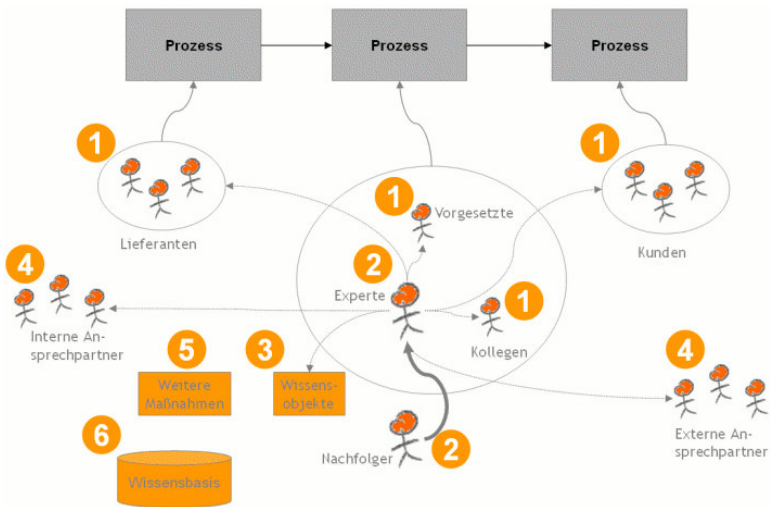 Prozess
Prozess
Prozess
1
1
1
Vorgesetzte
Lieferanten
Kunden
4
2
Experte
1
Interne An-
sprechpartner
Kollegen
5
3
4
Weitere
Maßnahmen
Wissens-
objekte
6
Nachfolger
2
Externe An-
sprechpartner
Wissensbasis